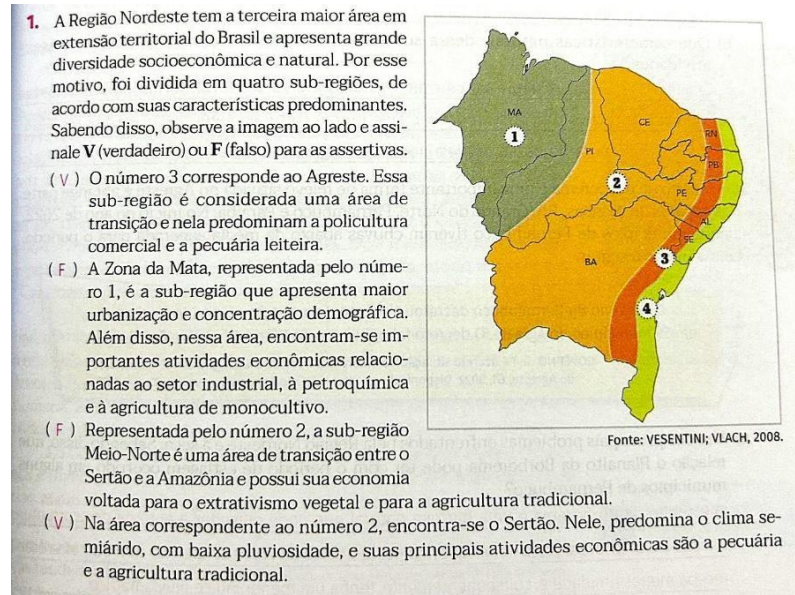 1. A Região Nordeste tem a terceira maior área em
extensão territorial do Brasil e apresenta grande
diversidade socioeconômica e natural. Por esse
motivo, foi dividida em quatro sub-regiões, de
acordo com suas características predominantes.
Sabendo disso, observe a imagem ao lado e assi-
nale V (verdadeiro) ou F (falso) para as assertivas.
( V ) O número 3 corresponde ao Agreste. Essa
sub-região é considerada uma área de
transição e nela predominam a policultura
comercial e a pecuária leiteira.
( F ) A Zona da Mata, representada pelo núme-
ro 1, é a sub-região que apresenta maior
urbanização e concentração demográfica.
Além disso, nessa área, encontram-se im-
portantes atividades econômicas relacio-
nadas ao setor industrial, à petroquímica
e à agricultura de monocultivo.
( F ) Representada pelo número 2, a sub-região
Meio-Norte é uma área de transição entre o
Sertão e a Amazônia e possui sua economia
voltada para o extrativismo vegetal e para a agricultura tradicional.
( V ) Na área correspondente ao número 2, encontra-se o Sertão. Nele, predomina o clima se-
miárido, com baixa pluviosidade, e suas principais atividades econômicas são a pecuária
e a agricultura tradicional.
MA
1
CE
RN
PI
PB
2
PE
AL
SE
BA
3
4
Fonte: VESENTINI; VLACH, 2008.